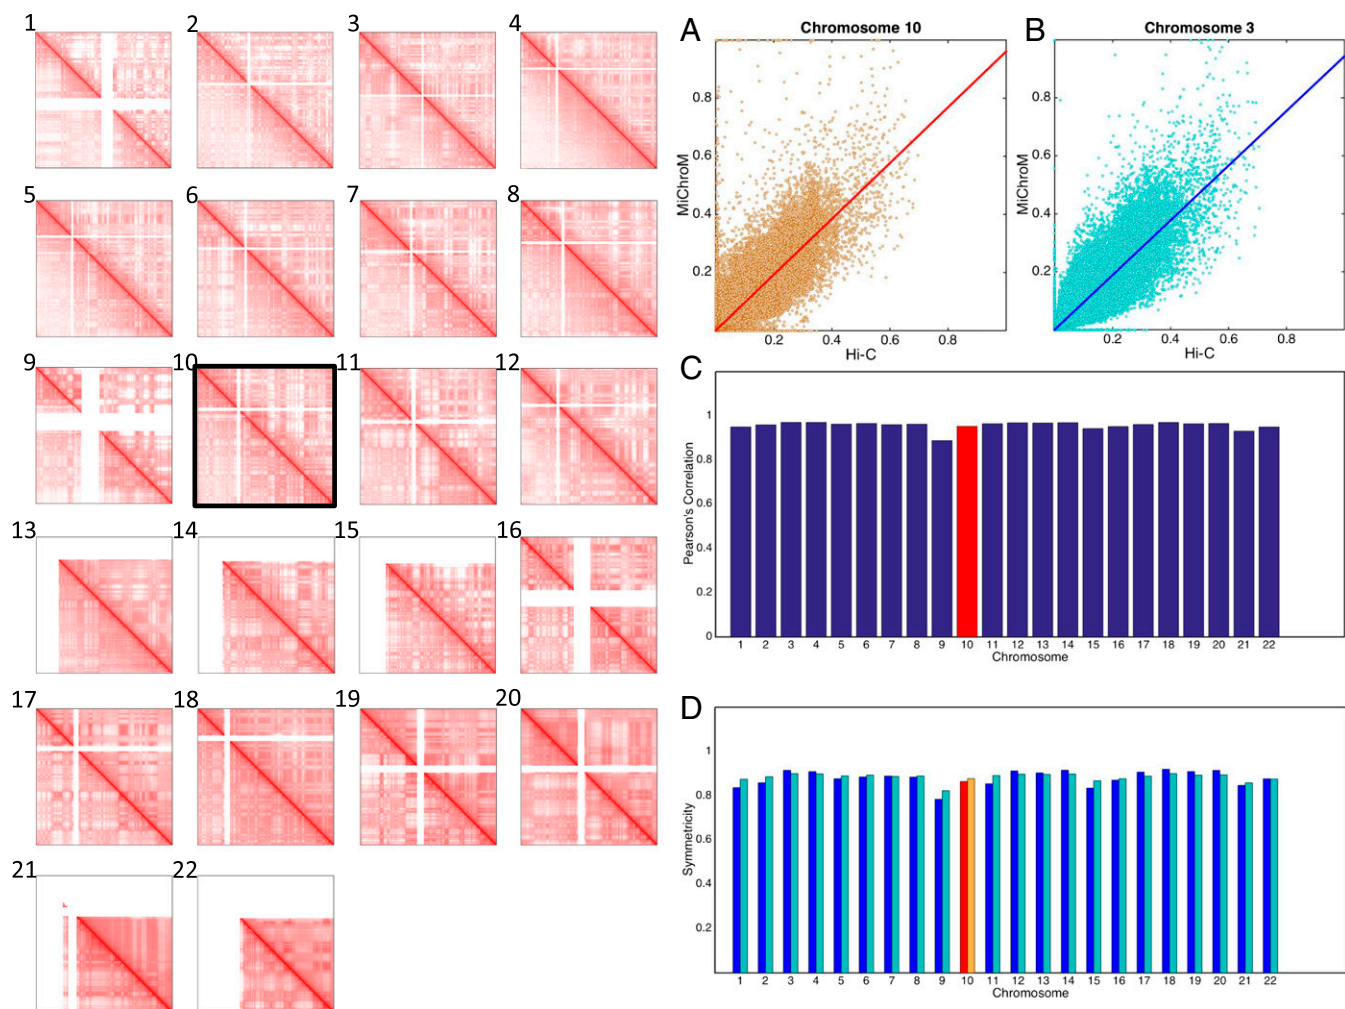 1 2 3 4
5 6 7 8
9 10 11 12
13 14 15 16
17 18 19 20
21 22
A Chromosome 10
MiChroM
0.8
0.6
0.4
0.2
0.2 0.4 0.6 0.8
Hi-C
B Chromosome 3
MiChroM
0.8
0.6
0.4
0.2
0.2 0.4 0.6 0.8
Hi-C
C
Pearson's Correlation
1
0.8
0.6
0.4
0.2
0
1 2 3 4 5 6 7 8 9 10 11 12 13 14 15 16 17 18 19 20 21 22
Chromosome
D
Symmetricity
1
0.8
0.6
0.4
0.2
1 2 3 4 5 6 7 8 9 10 11 12 13 14 15 16 17 18 19 20 21 22
Chromosome